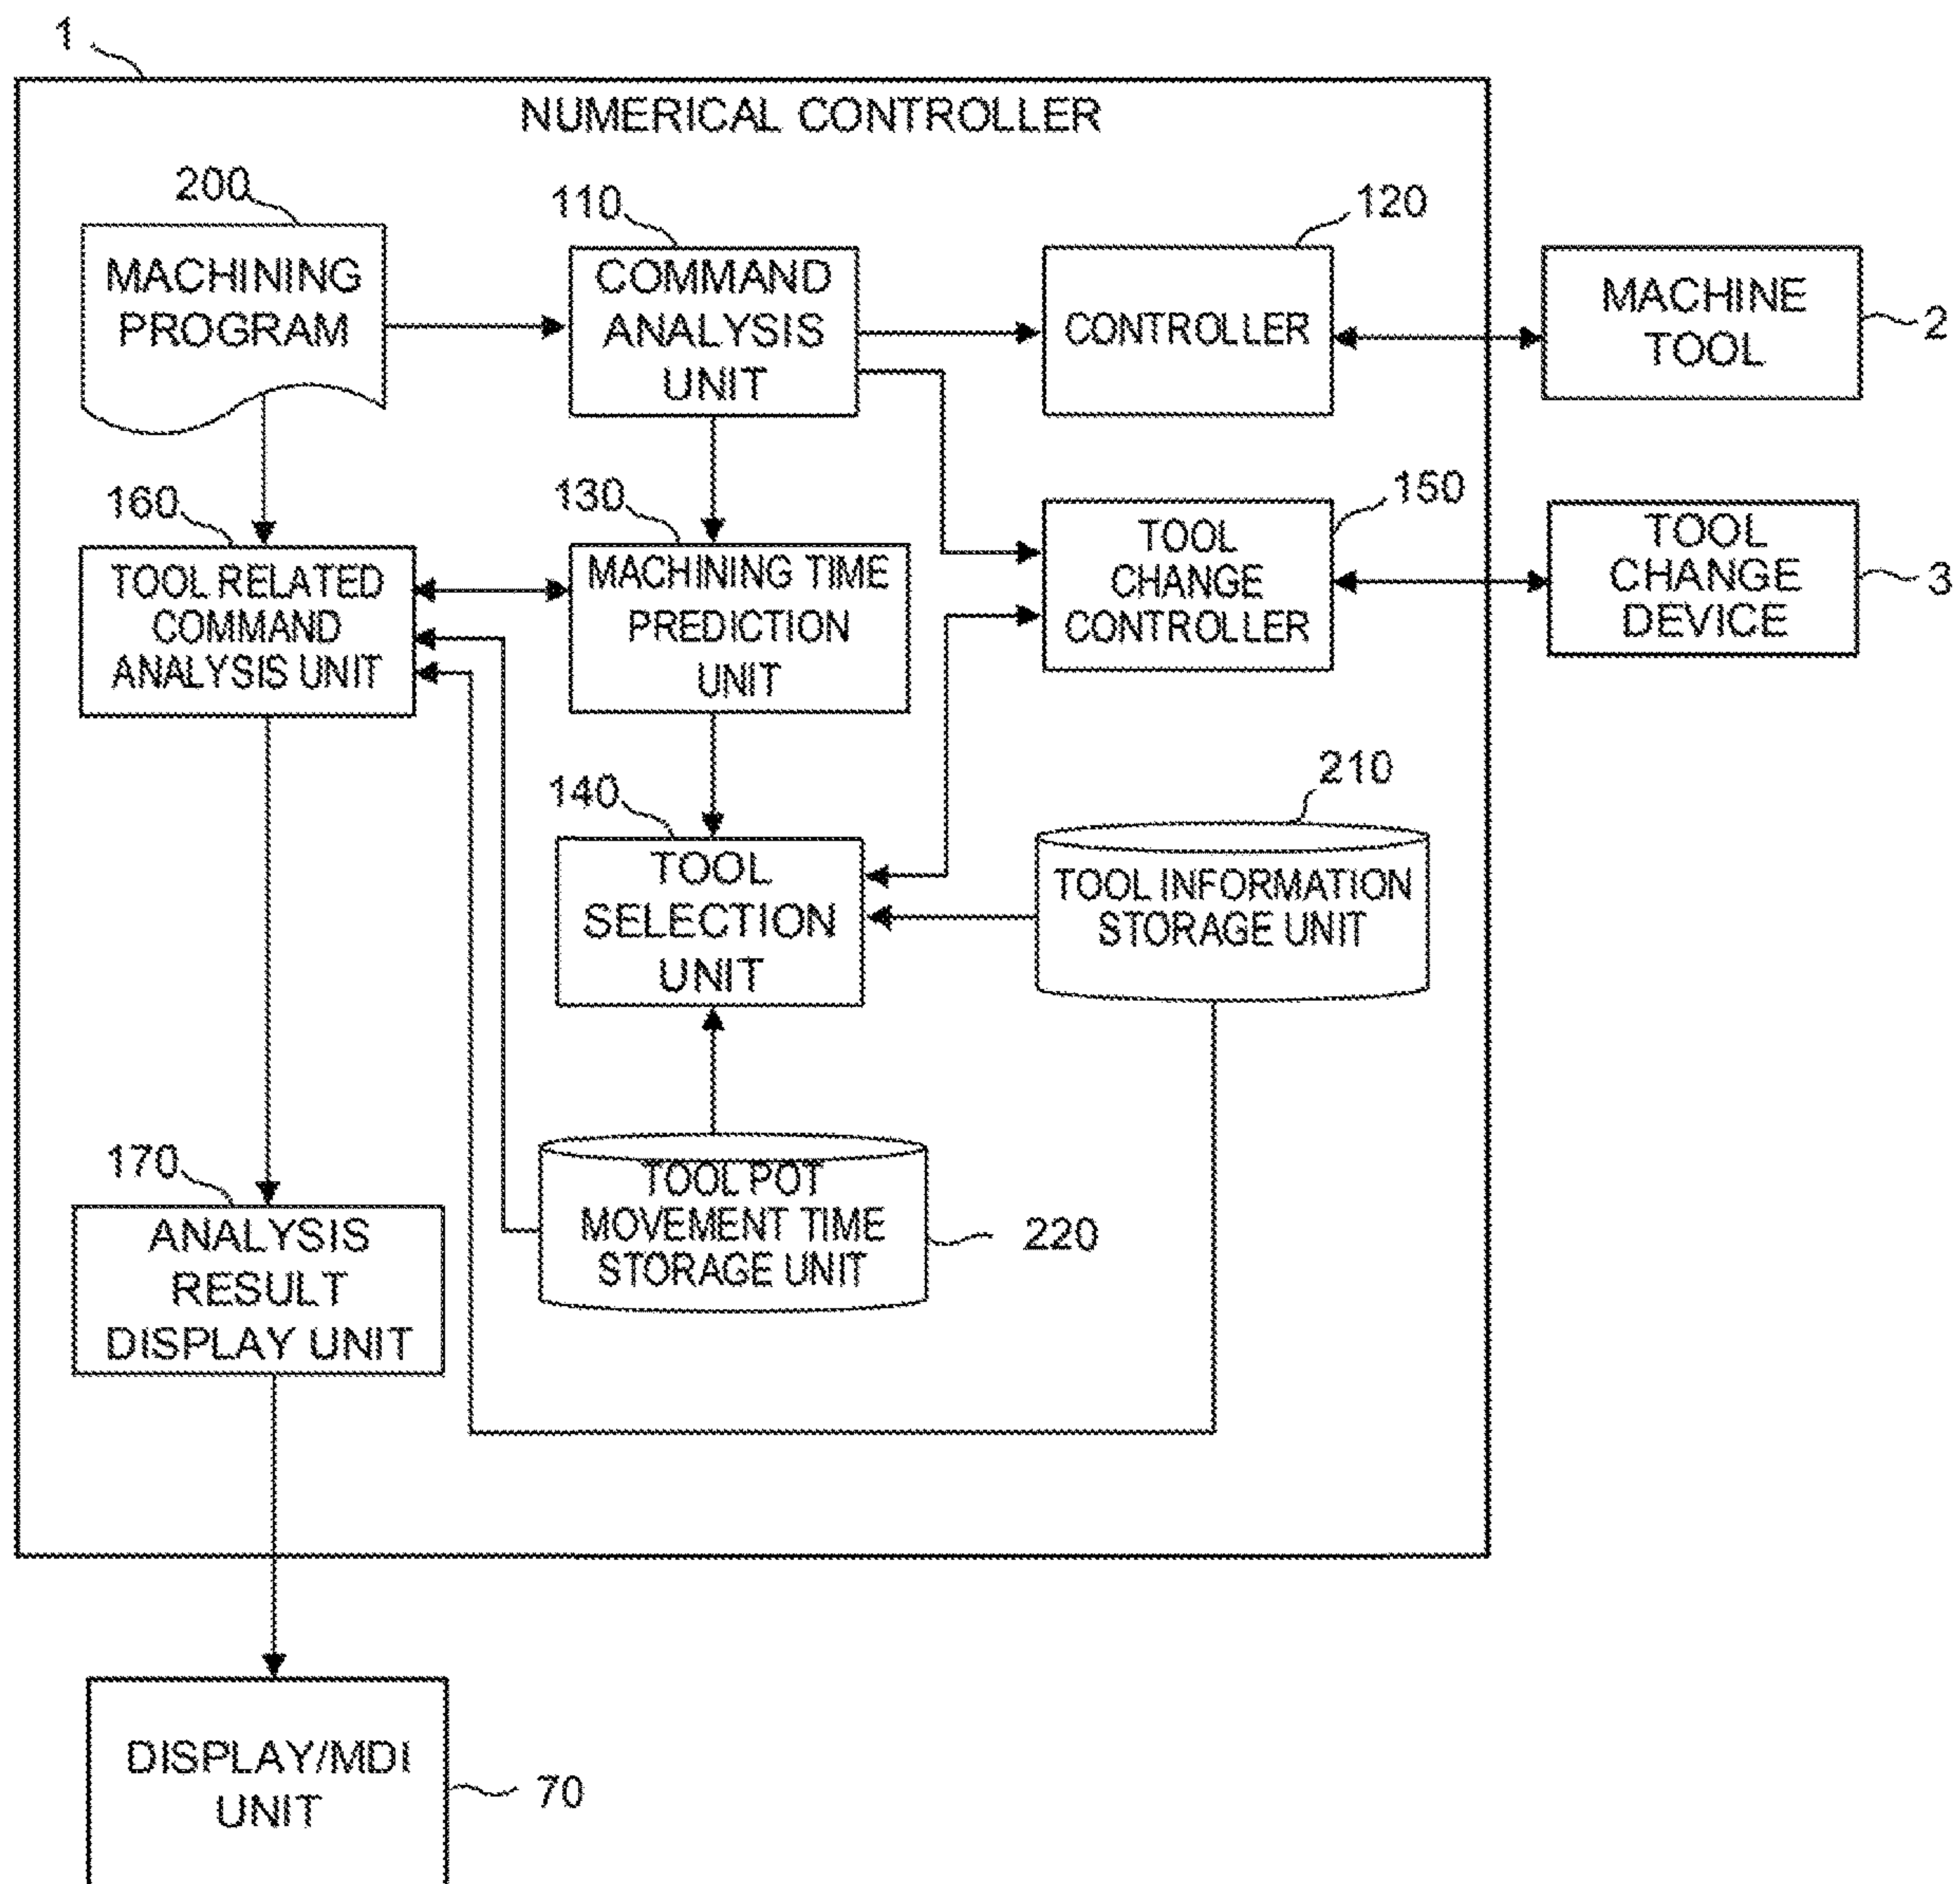 1
NUMERICAL CONTROLLER
200
MACHINING
PROGRAM
110
COMMAND
ANALYSIS
UNIT
120
CONTROLLER
MACHINE
TOOL
2
160
TOOL RELATED
COMMAND
ANALYSIS UNIT
130
MACHINING TIME
PREDICTION
UNIT
150
TOOL
CHANGE
CONTROLLER
TOOL
CHANGE
DEVICE
3
140
TOOL
SELECTION
UNIT
210
TOOL INFORMATION
STORAGE UNIT
170
ANALYSIS
RESULT
DISPLAY UNIT
TOOL POT
MOVEMENT TIME
STORAGE UNIT
220
DISPLAY/MDI
UNIT
70